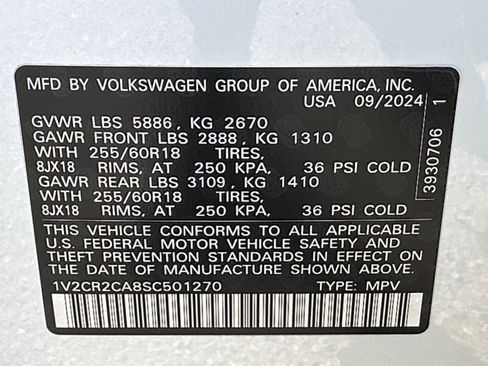 MFD BY VOLKSWAGEN GROUP OF AMERICA, INC.
USA 09/2024
GVWR LBS 5886, KG 2670
GAWR FRONT LBS 2888, KG 1310
WITH 255/60R18 TIRES,
8JX18 RIMS, AT 250 KPA, 36 PSI COLD
GAWR REAR LBS 3109, KG 1410
WITH 255/60R18 TIRES,
8JX18 RIMS, AT 250 KPA, 36 PSI COLD
THIS VEHICLE CONFORMS TO ALL APPLICABLE
U.S. FEDERAL MOTOR VEHICLE SAFETY AND
THEFT PREVENTION STANDARDS IN EFFECT ON
THE DATE OF MANUFACTURE SHOWN ABOVE.
1V2CR2CA8SC501270 TYPE: MPV
3930706 1